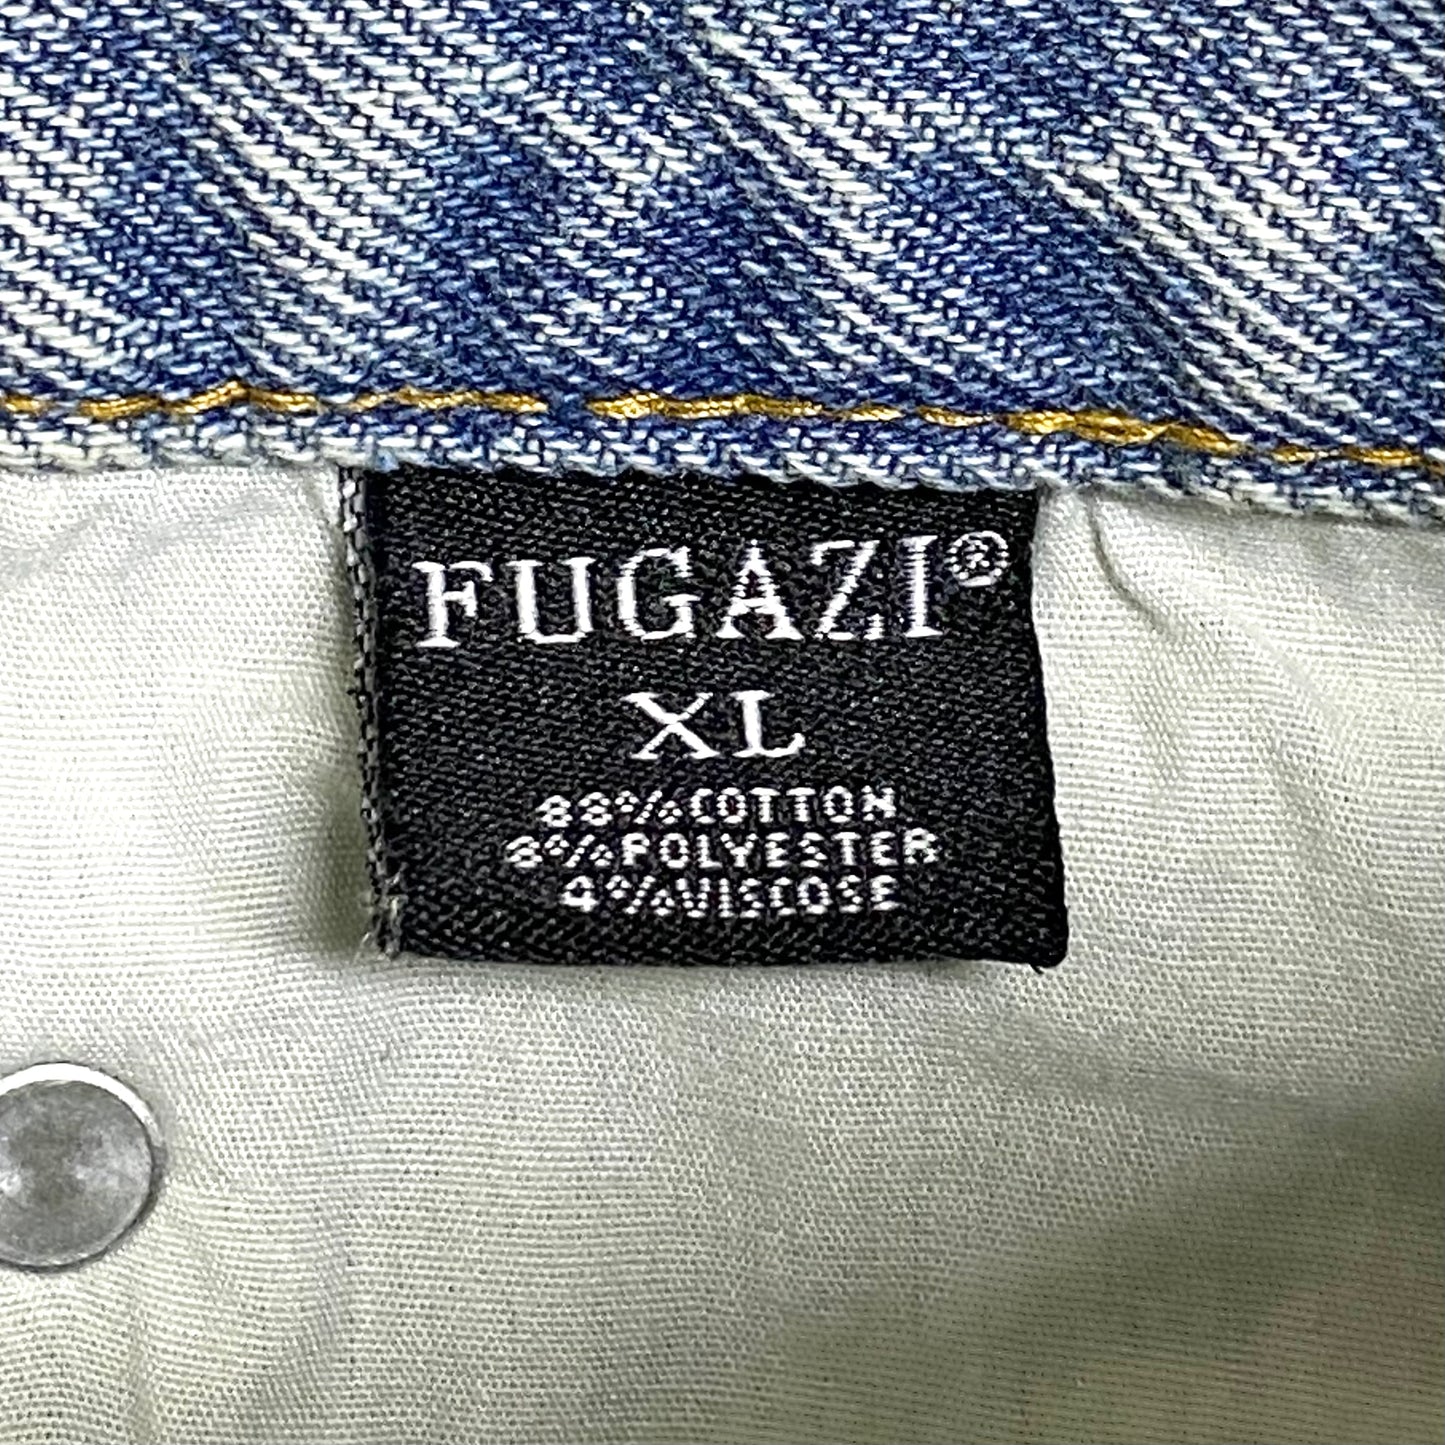 FUGAZI®
XL
88%COTTON
8%POLYESTER
4%VISCOSE